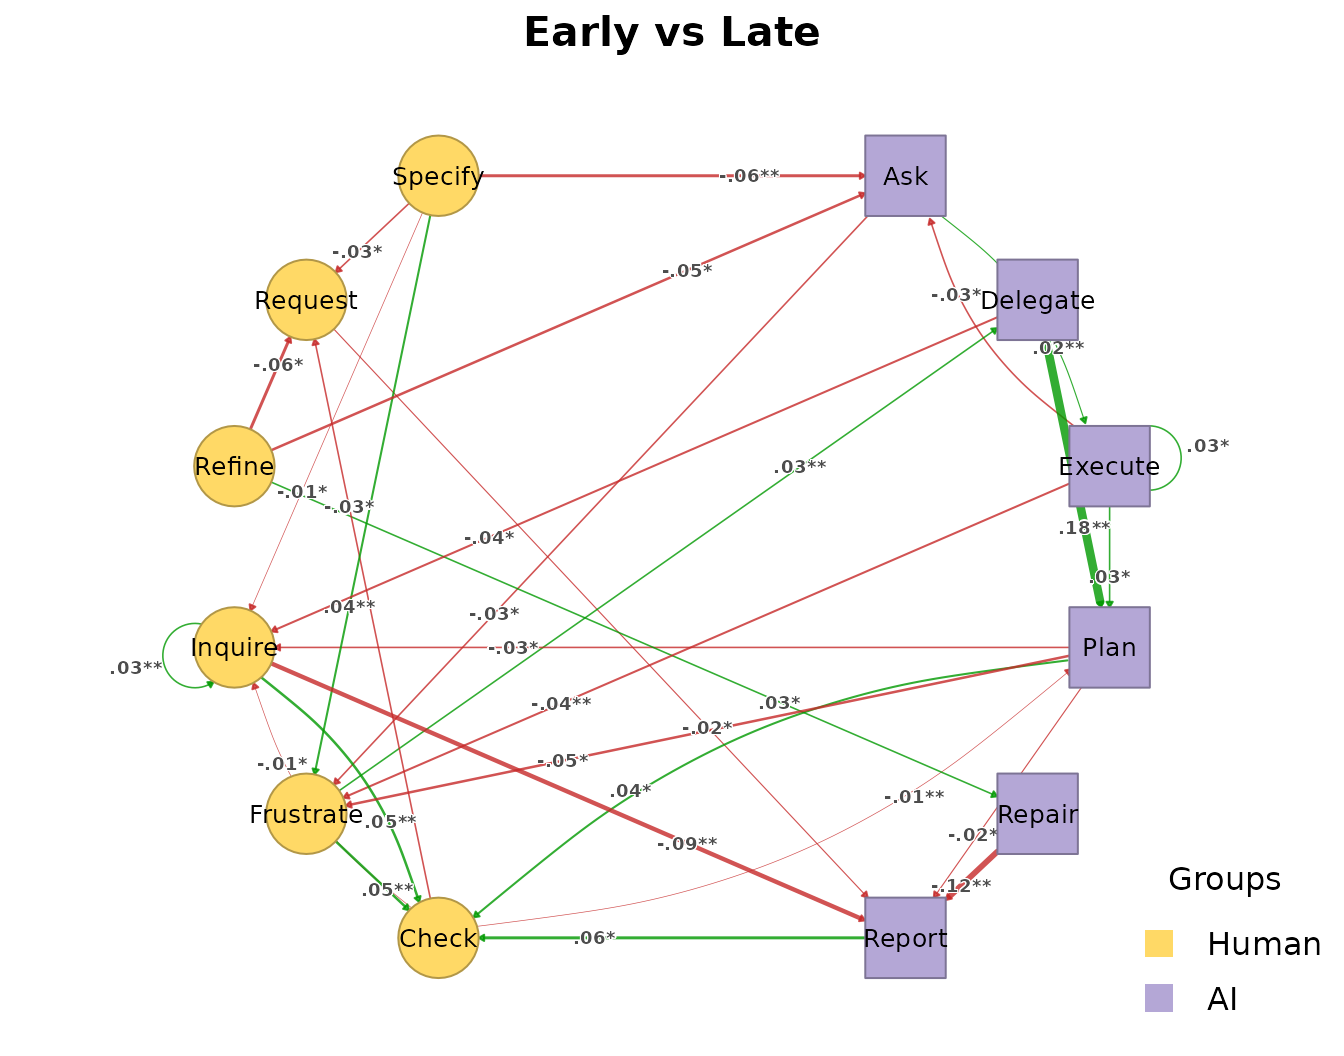 Early vs Late
Specify
-.06**
Ask
-.03*
-.05*
Request
-.03*
Delegate
.02**
-.06*
Refine
.03**
Execute
.03*
-.01*
-.03*
-.04*
.18**
.03*
.04**
-.03*
Inquire
-.03*
Plan
.03**
-.04**
.03*
-.02*
-.01*
-.05*
.04*
-.01**
Frustrate
.05**
Repair
-.02*
-.09**
.05**
-.12**
Check
.06*
Report
Groups
Human
AI